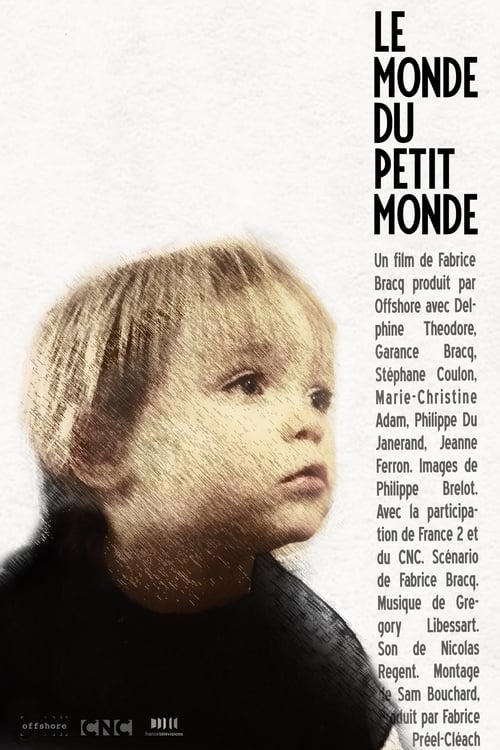 LE
MONDE
DU
PETIT
MONDE
Un film de Fabrice
Bracq produit par
Offshore avec Del-
phine Theodore,
Garance Bracq,
Stéphane Coulon,
Marie-Christine
Adam, Philippe Du
Janerand, Jeanne
Ferron. Images de
Philippe Brelot.
Avec la participa-
tion de France 2 et
du CNC. Scénario
de Fabrice Bracq.
Musique de Gre-
gory Libessart.
Son de Nicolas
Regent. Montage
de Sam Bouchard,
produit par Fabrice
Préel-Cléach
offshore
CNC
francetélévisions